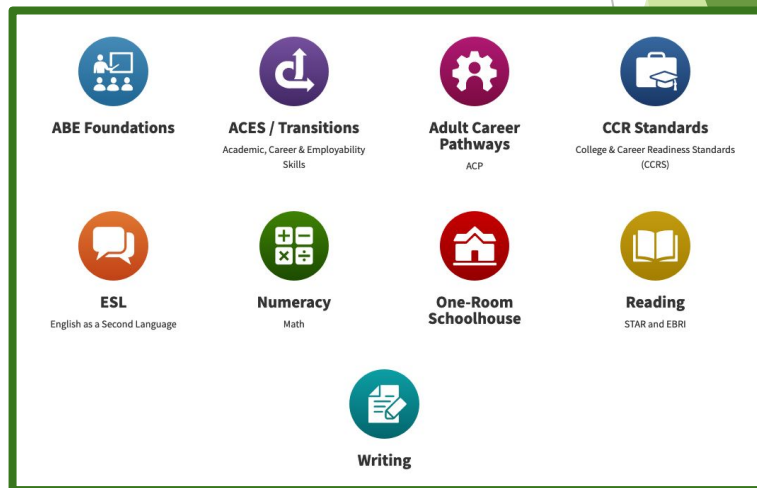 ABE Foundations
ACES / Transitions
Academic, Career & Employability
Skills
Adult Career
Pathways
ACP
CCR Standards
College & Career Readiness Standards
(CCRS)
ESL
English as a Second Language
Numeracy
Math
One-Room
Schoolhouse
Reading
STAR and EBRI
Writing